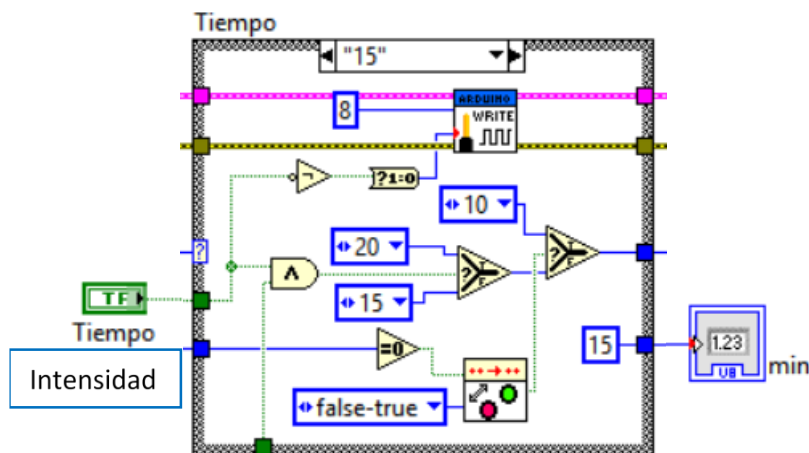 Tiempo
"15"
8
ARDUINO
WRITE
?1:0
10
20
?
T
F
?
T
F
?
15
TF
Tiempo
=0
15
1.23
min
Intensidad
false-true